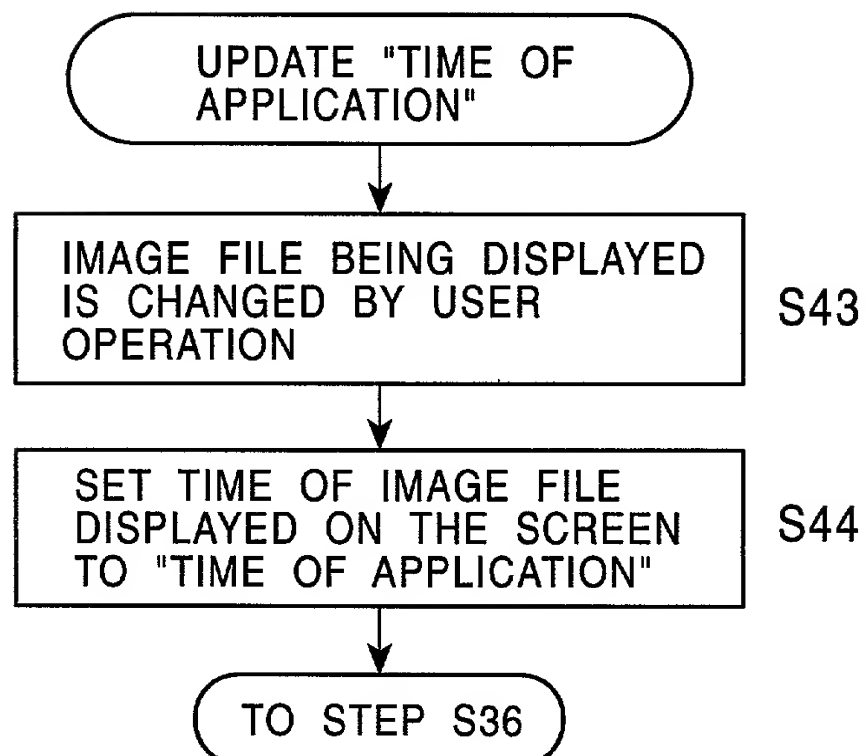 UPDATE "TIME OF
APPLICATION"
IMAGE FILE BEING DISPLAYED
IS CHANGED BY USER
OPERATION
S43
SET TIME OF IMAGE FILE
DISPLAYED ON THE SCREEN
TO "TIME OF APPLICATION"
S44
TO STEP S36